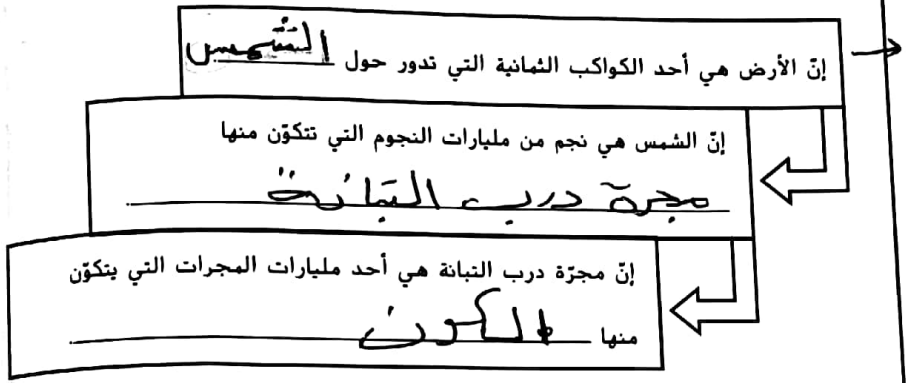 إنّ الأرض هي أحد الكواكب الثمانية التي تدور حول الشمس
إنّ الشمس هي نجم من مليارات النجوم التي تتكوّن منها
مجرة درب التبانة
إنّ مجرّة درب التبانة هي أحد مليارات المجرات التي يتكوّن
منها الكون